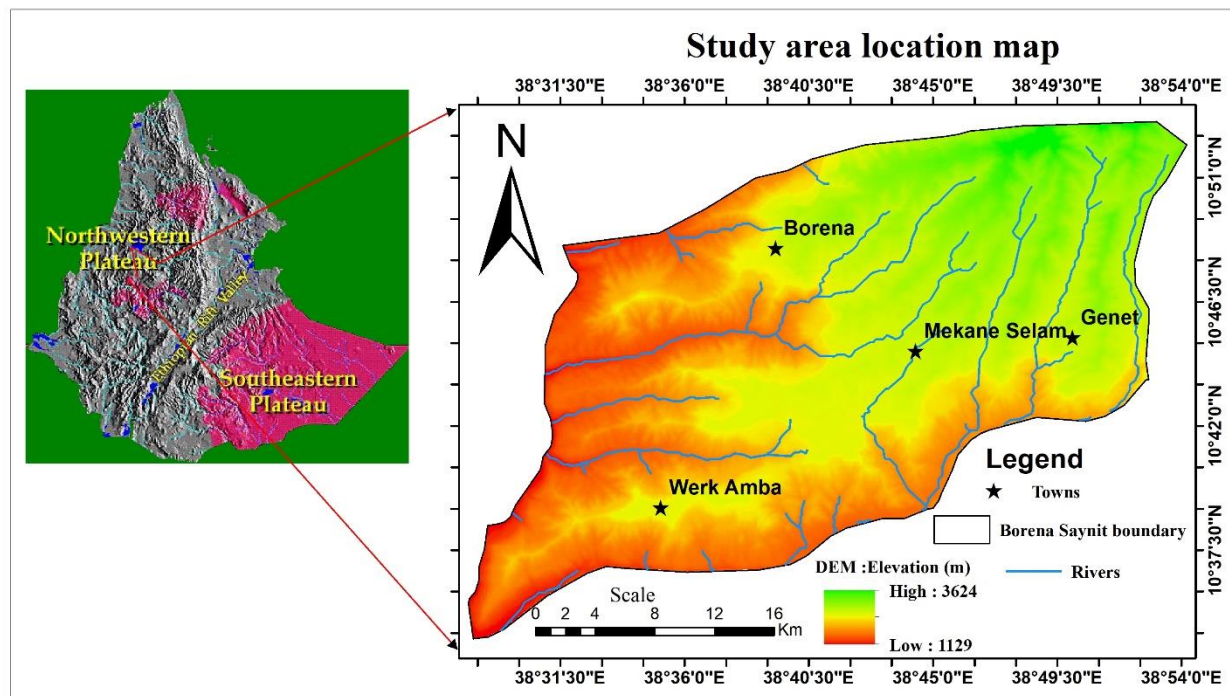 Study area location map
38°31'30"E
38°36'0"E
38°40'30"E
38°45'0"E
38°49'30"E
38°54'0"E
Northwestern
Plateau
Ethiopian Rift Valley
Southeastern
Plateau
N
Borena
Mekane Selam
Genet
Werk Amba
10°51'0"N
10°46'30"N
10°42'0"N
10°37'30"N
Legend
Towns
Borena Saynit boundary
Rivers
DEM :Elevation (m)
High : 3624
Low : 1129
Scale
0 2 4 8 12 16
Km
38°31'30"E
38°36'0"E
38°40'30"E
38°45'0"E
38°49'30"E
38°54'0"E